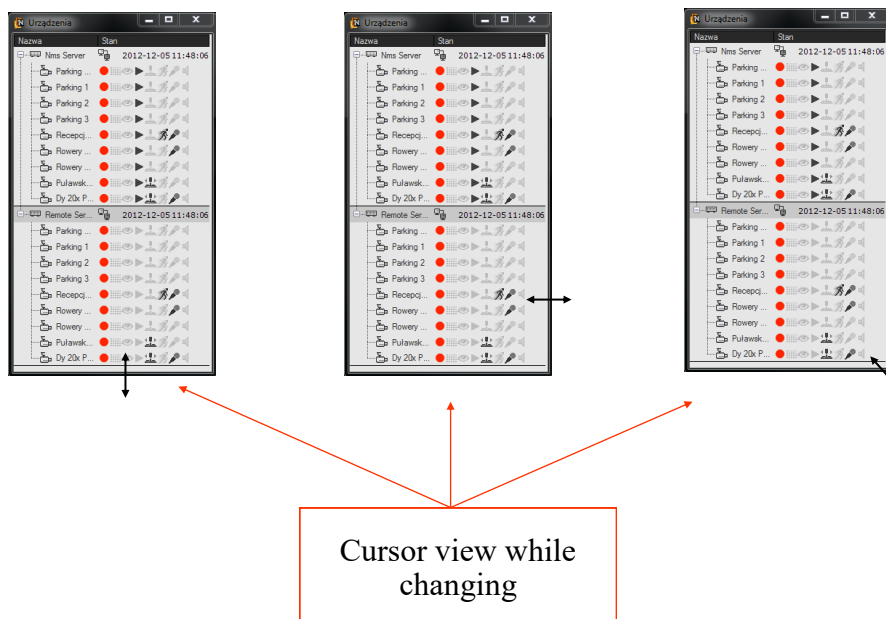 Urządzenia
Nazwa Stan
Nms Server 2012-12-05 11:48:06
Parking ...
Parking 1
Parking 2
Parking 3
Recepcj...
Rowery ...
Rowery ...
Puławsk...
Dy 20x P...
Remote Ser... 2012-12-05 11:48:06
Parking ...
Parking 1
Parking 2
Parking 3
Recepcj...
Rowery ...
Rowery ...
Puławsk...
Dy 20x P...
Urządzenia
Nazwa Stan
Nms Server 2012-12-05 11:48:06
Parking ...
Parking 1
Parking 2
Parking 3
Recepcj...
Rowery ...
Rowery ...
Puławsk...
Dy 20x P...
Remote Ser... 2012-12-05 11:48:06
Parking ...
Parking 1
Parking 2
Parking 3
Recepcj...
Rowery ...
Rowery ...
Puławsk...
Dy 20x P...
Urządzenia
Nazwa Stan
Nms Server 2012-12-05 11:48:06
Parking ...
Parking 1
Parking 2
Parking 3
Recepcj...
Rowery ...
Rowery ...
Puławsk...
Dy 20x P...
Remote Ser... 2012-12-05 11:48:06
Parking ...
Parking 1
Parking 2
Parking 3
Recepcj...
Rowery ...
Rowery ...
Puławsk...
Dy 20x P...
Cursor view while
changing